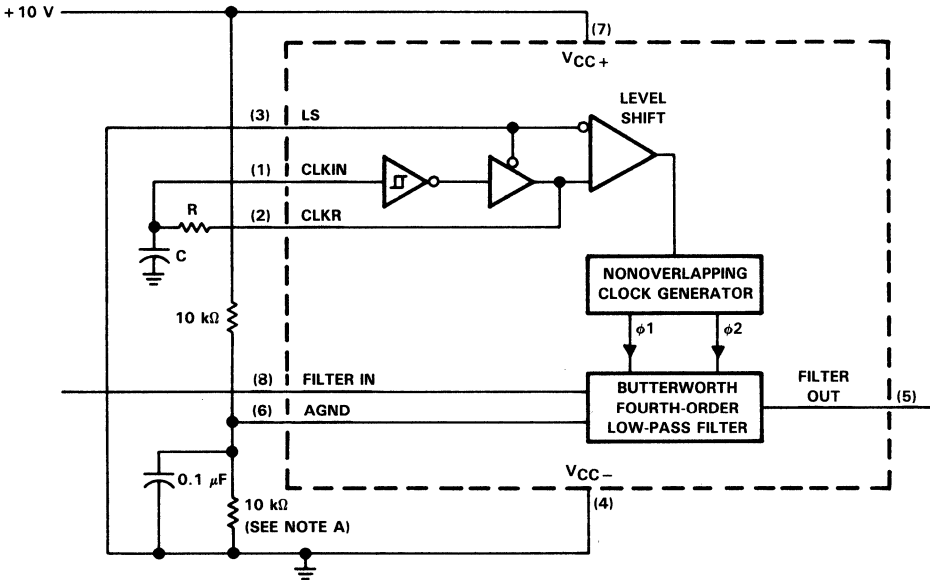 +10 V
(7)
VCC+
LEVEL
SHIFT
(3) LS
(1) CLKIN
R
(2) CLKR
C
NONOVERLAPPING
CLOCK GENERATOR
10 kΩ
ϕ1
ϕ2
(8) FILTER IN
BUTTERWORTH
FOURTH-ORDER
LOW-PASS FILTER
FILTER
OUT
(5)
(6) AGND
0.1 μF
VCC−
10 kΩ
(SEE NOTE A)
(4)